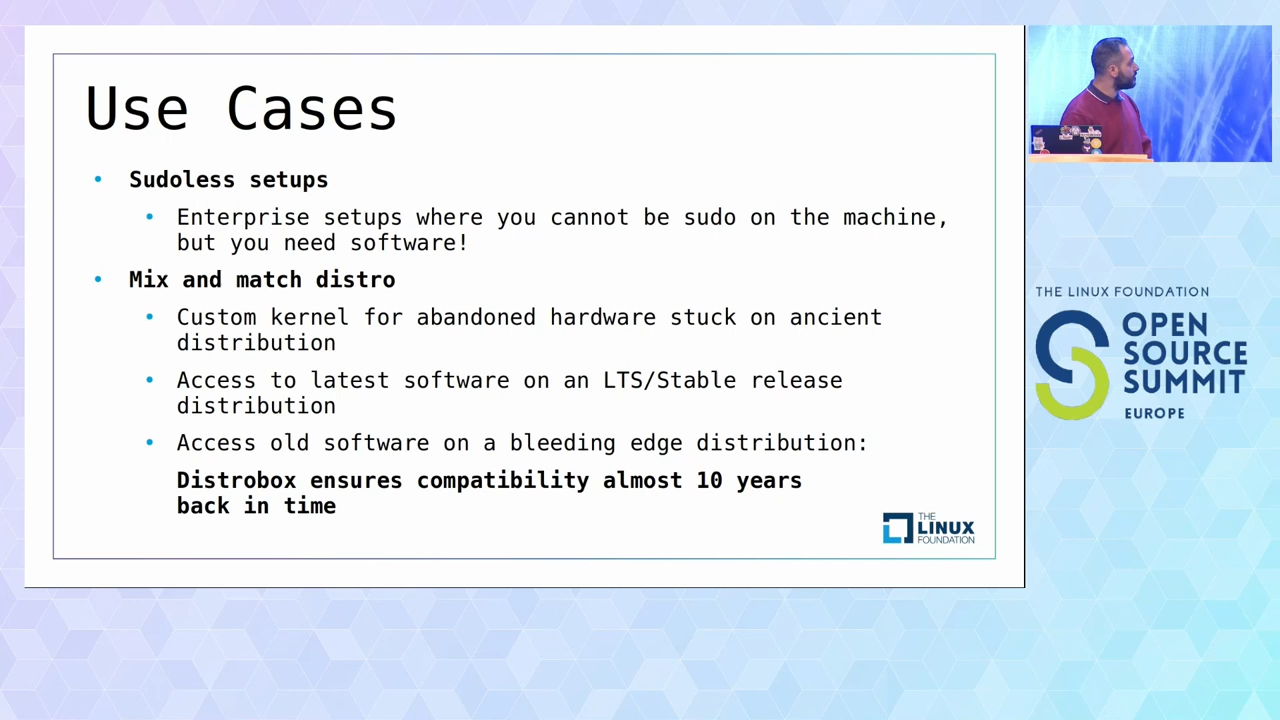 Use Cases
Sudoless setups
Enterprise setups where you cannot be sudo on the machine,
but you need software!
Mix and match distro
Custom kernel for abandoned hardware stuck on ancient
distribution
Access to latest software on an LTS/Stable release
distribution
Access old software on a bleeding edge distribution:
Distrobox ensures compatibility almost 10 years
back in time
THE
LINUX
FOUNDATION
THE LINUX FOUNDATION
OPEN
SOURCE
SUMMIT
EUROPE